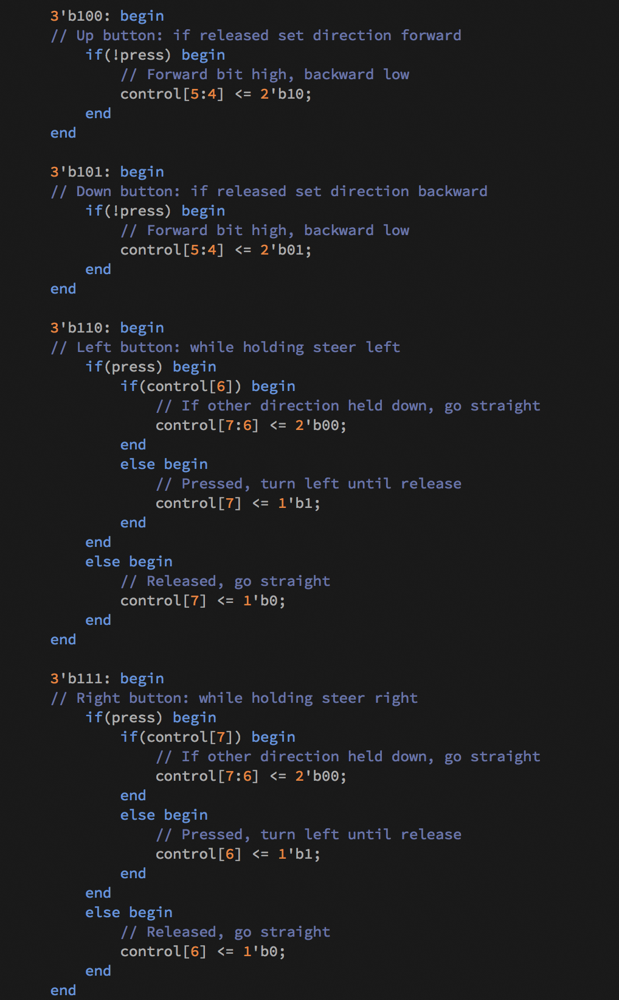 3'b100: begin
// Up button: if released set direction forward
    if(!press) begin
        // Forward bit high, backward low
        control[5:4] <= 2'b10;
    end
end

3'b101: begin
// Down button: if released set direction backward
    if(!press) begin
        // Forward bit high, backward low
        control[5:4] <= 2'b01;
    end
end

3'b110: begin
// Left button: while holding steer left
    if(press) begin
        if(control[6]) begin
            // If other direction held down, go straight
            control[7:6] <= 2'b00;
        end
        else begin
            // Pressed, turn left until release
            control[7] <= 1'b1;
        end
    end
    else begin
        // Released, go straight
        control[7] <= 1'b0;
    end
end

3'b111: begin
// Right button: while holding steer right
    if(press) begin
        if(control[7]) begin
            // If other direction held down, go straight
            control[7:6] <= 2'b00;
        end
        else begin
            // Pressed, turn left until release
            control[6] <= 1'b1;
        end
    end
    else begin
        // Released, go straight
        control[6] <= 1'b0;
    end
end